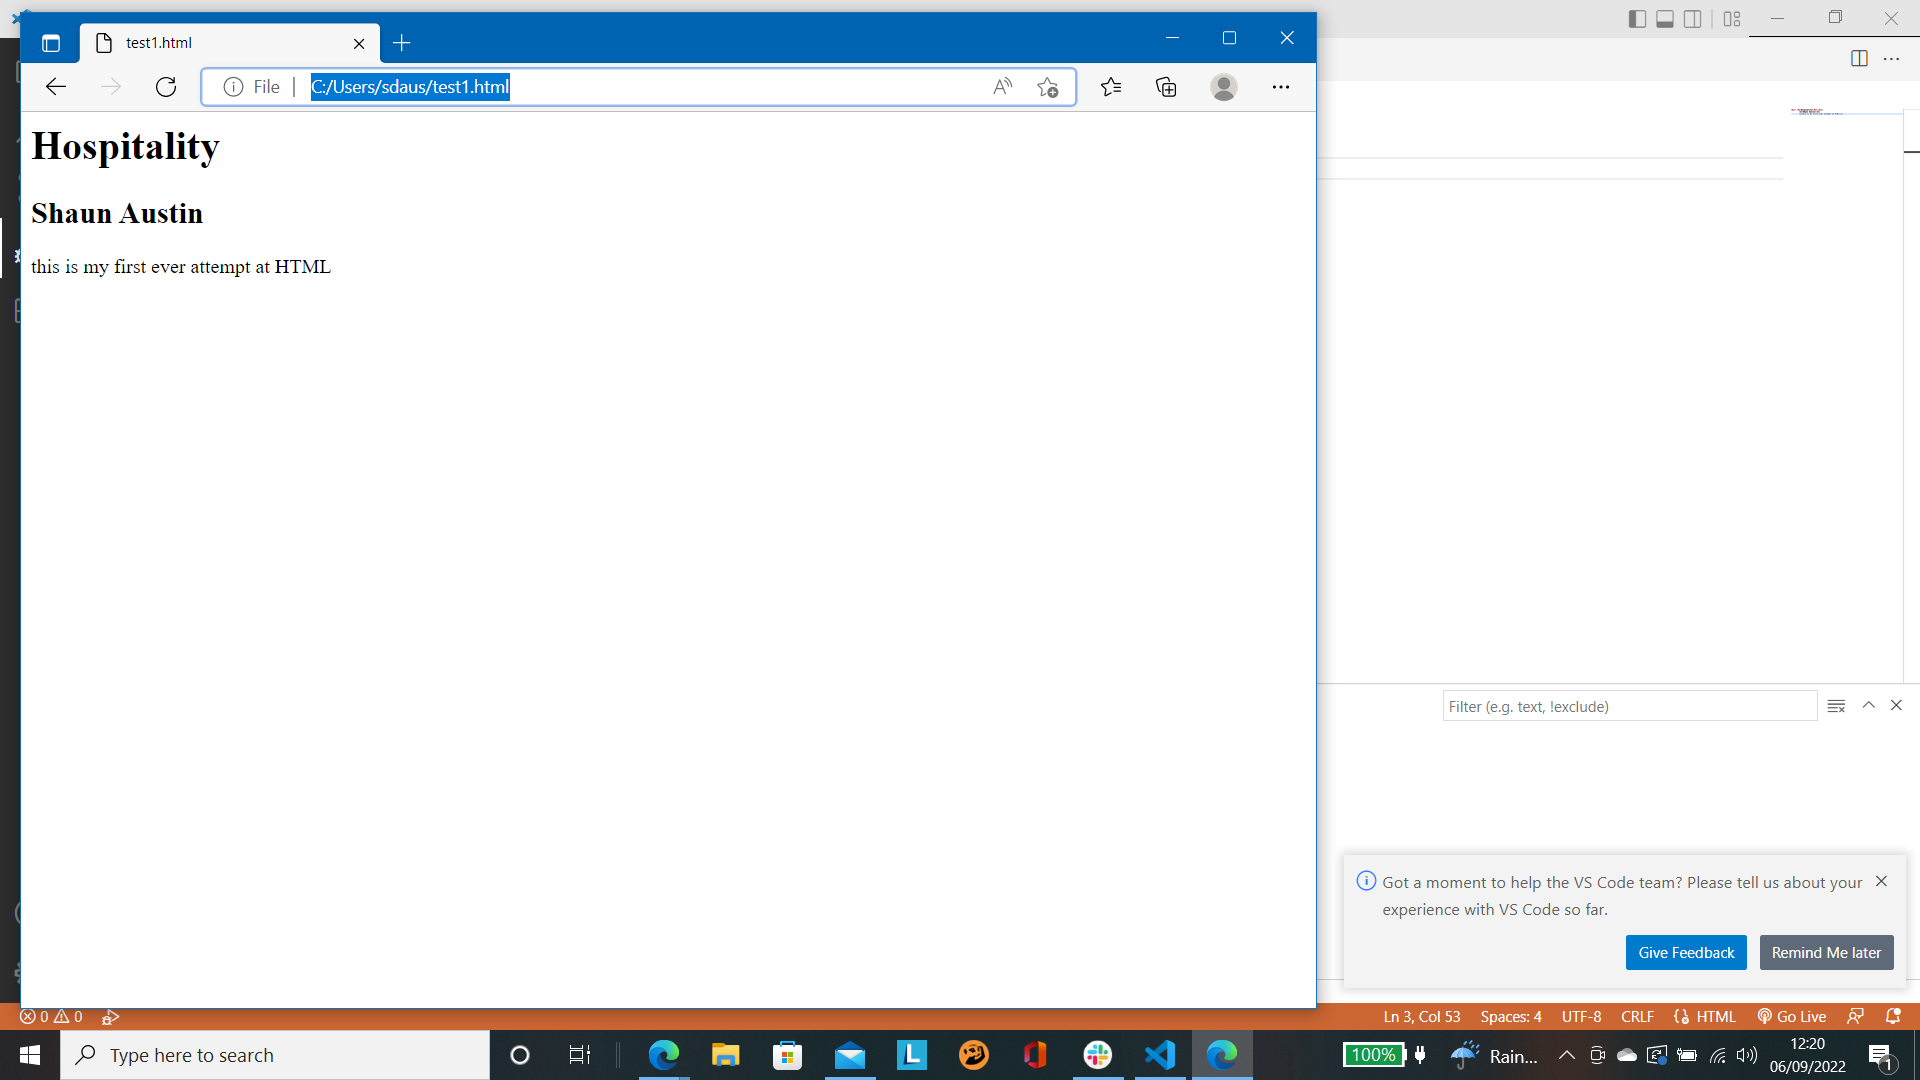 test1.html
File
C:/Users/sdaus/test1.html
Hospitality
Shaun Austin
this is my first ever attempt at HTML
Filter (e.g. text, !exclude)
Got a moment to help the VS Code team? Please tell us about your
experience with VS Code so far.
Give Feedback
Remind Me later
0 0
Ln 3, Col 53
Spaces: 4
UTF-8
CRLF
HTML
Go Live
Type here to search
100%
Rain...
12:20
06/09/2022
1